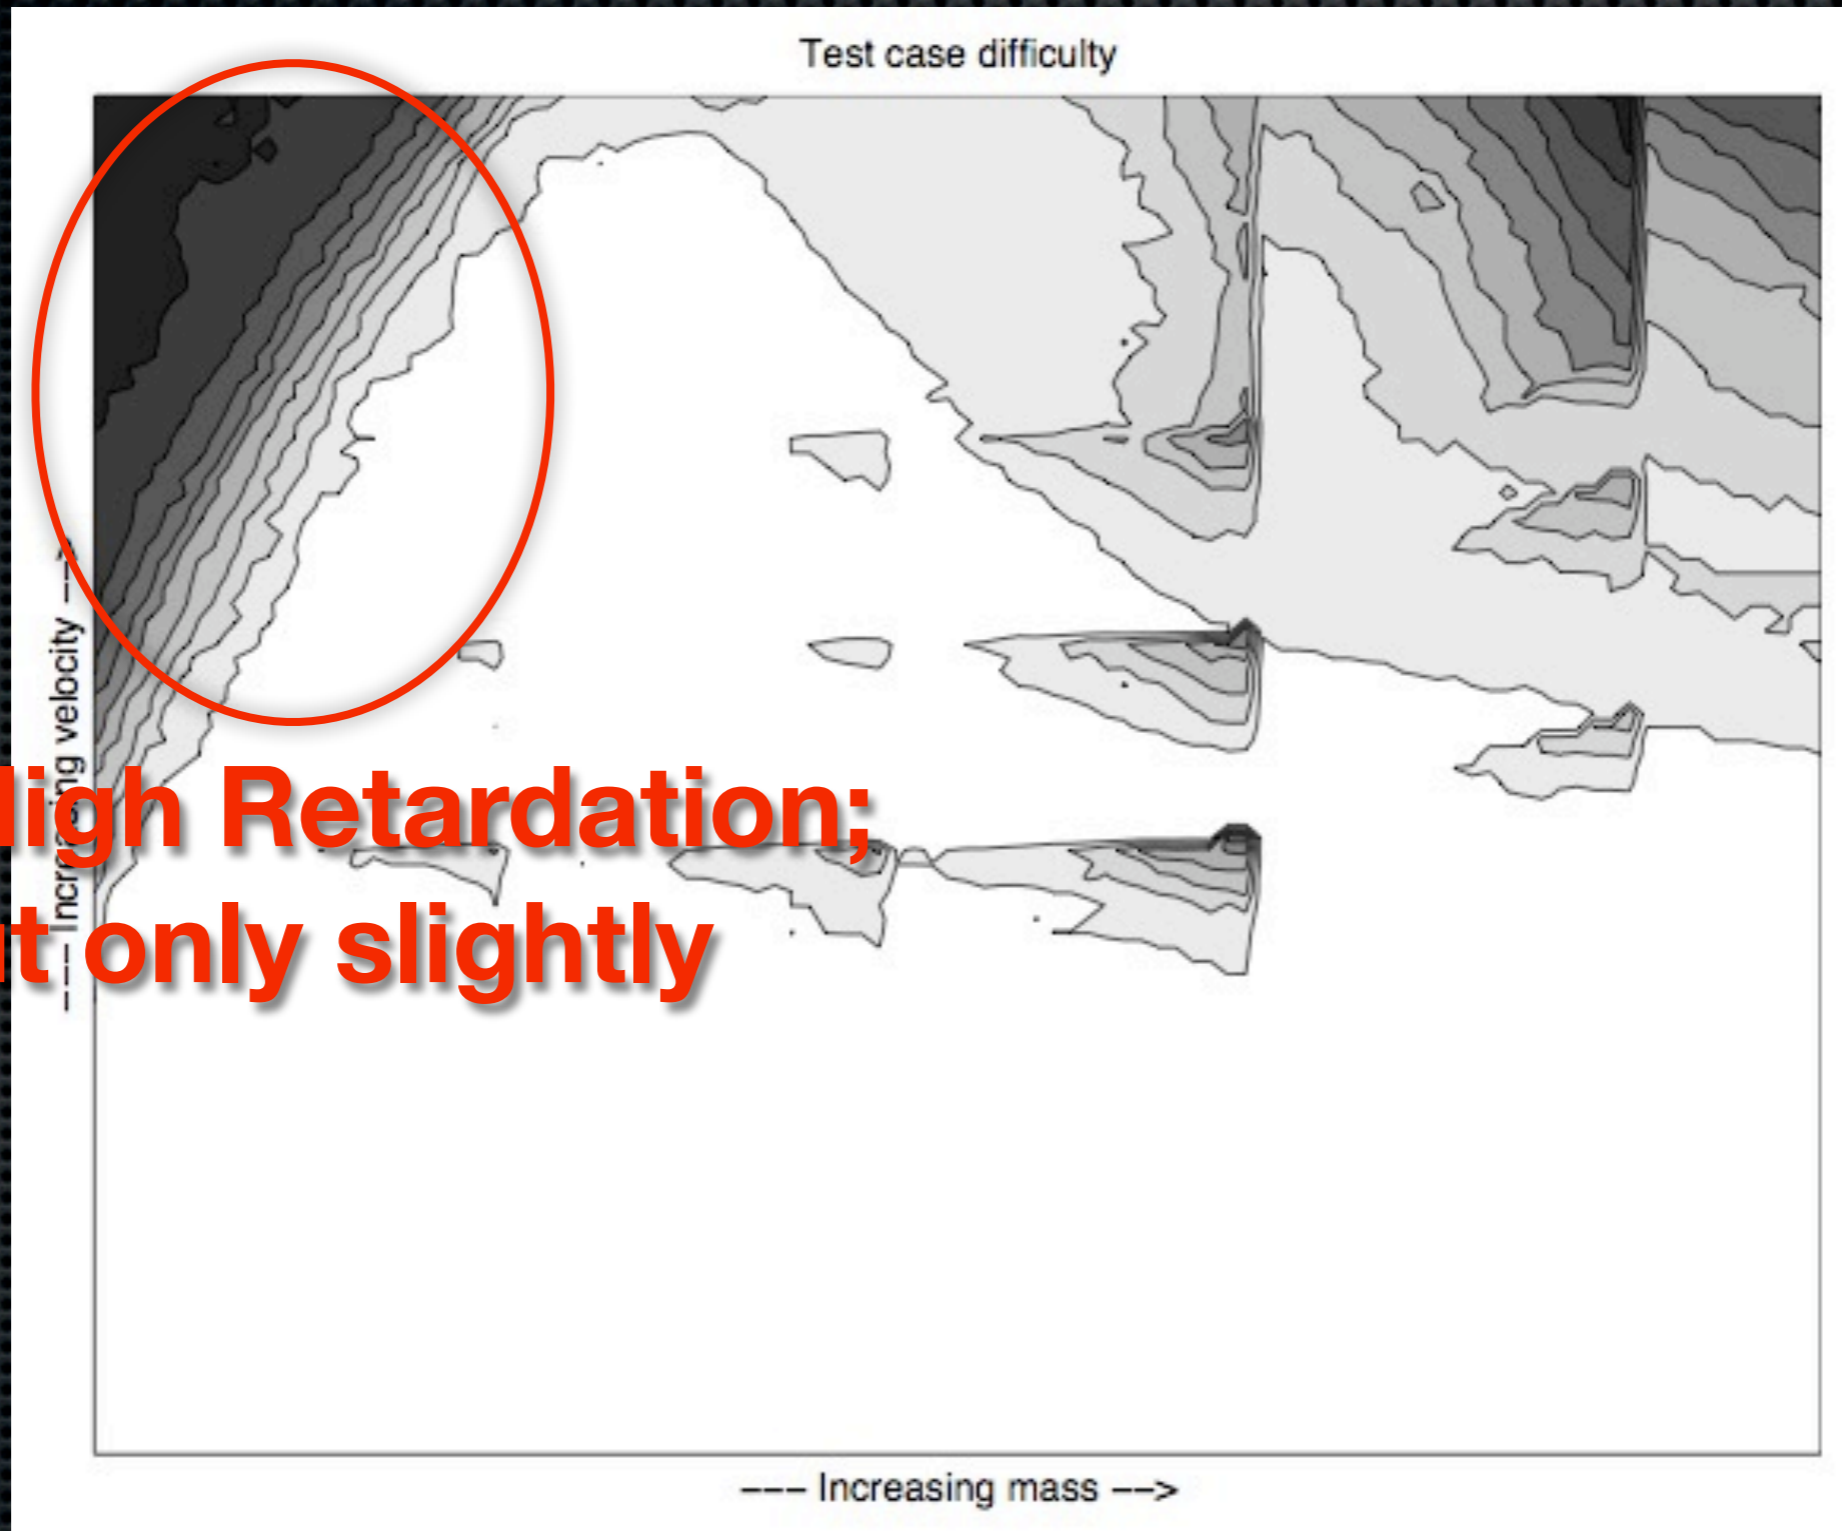 Test case difficulty
---- Increasing velocity --->
igh Retardation;
t only slightly
--- Increasing mass -->